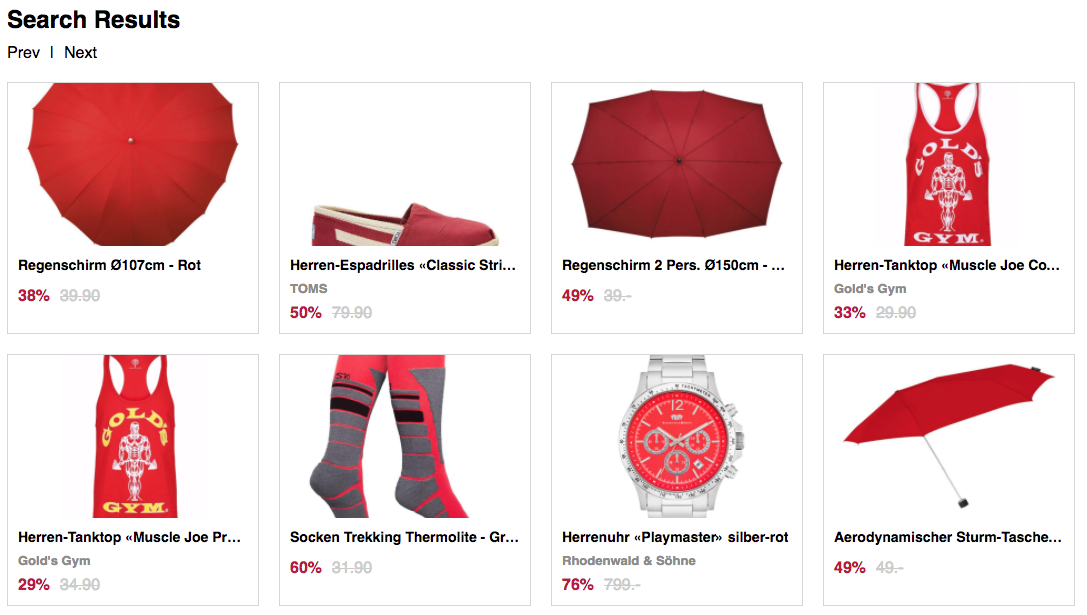 Search Results
Prev | Next
GOLD'S
GYM.
Regenschirm Ø107cm - Rot
38% 39.90
Herren-Espadrilles «Classic Stri...
TOMS
50% 79.90
Regenschirm 2 Pers. Ø150cm - ...
49% 39.-
Herren-Tanktop «Muscle Joe Co...
Gold's Gym
33% 29.90
GOLD'S
GYM.
TACHYMETER
12
Herren-Tanktop «Muscle Joe Pr...
Gold's Gym
29% 34.90
Socken Trekking Thermolite - Gr...
60% 31.90
Herrenuhr «Playmaster» silber-rot
Rhodenwald & Söhne
76% 799.-
Aerodynamischer Sturm-Tasche...
49% 49.-